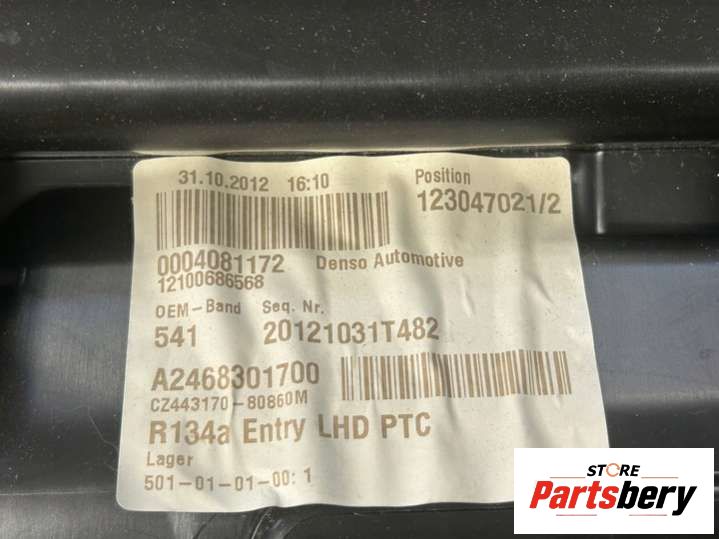 31.10.2012 16:10
Position
123047021/2
0004081172 Denso Automotive
12100686568
OEM-Band Seq. Nr.
541 20121031T482
A2468301700
CZ443170-80860M
R134a Entry LHD PTC
Lager
501-01-01-00: 1
STORE
Partsbery